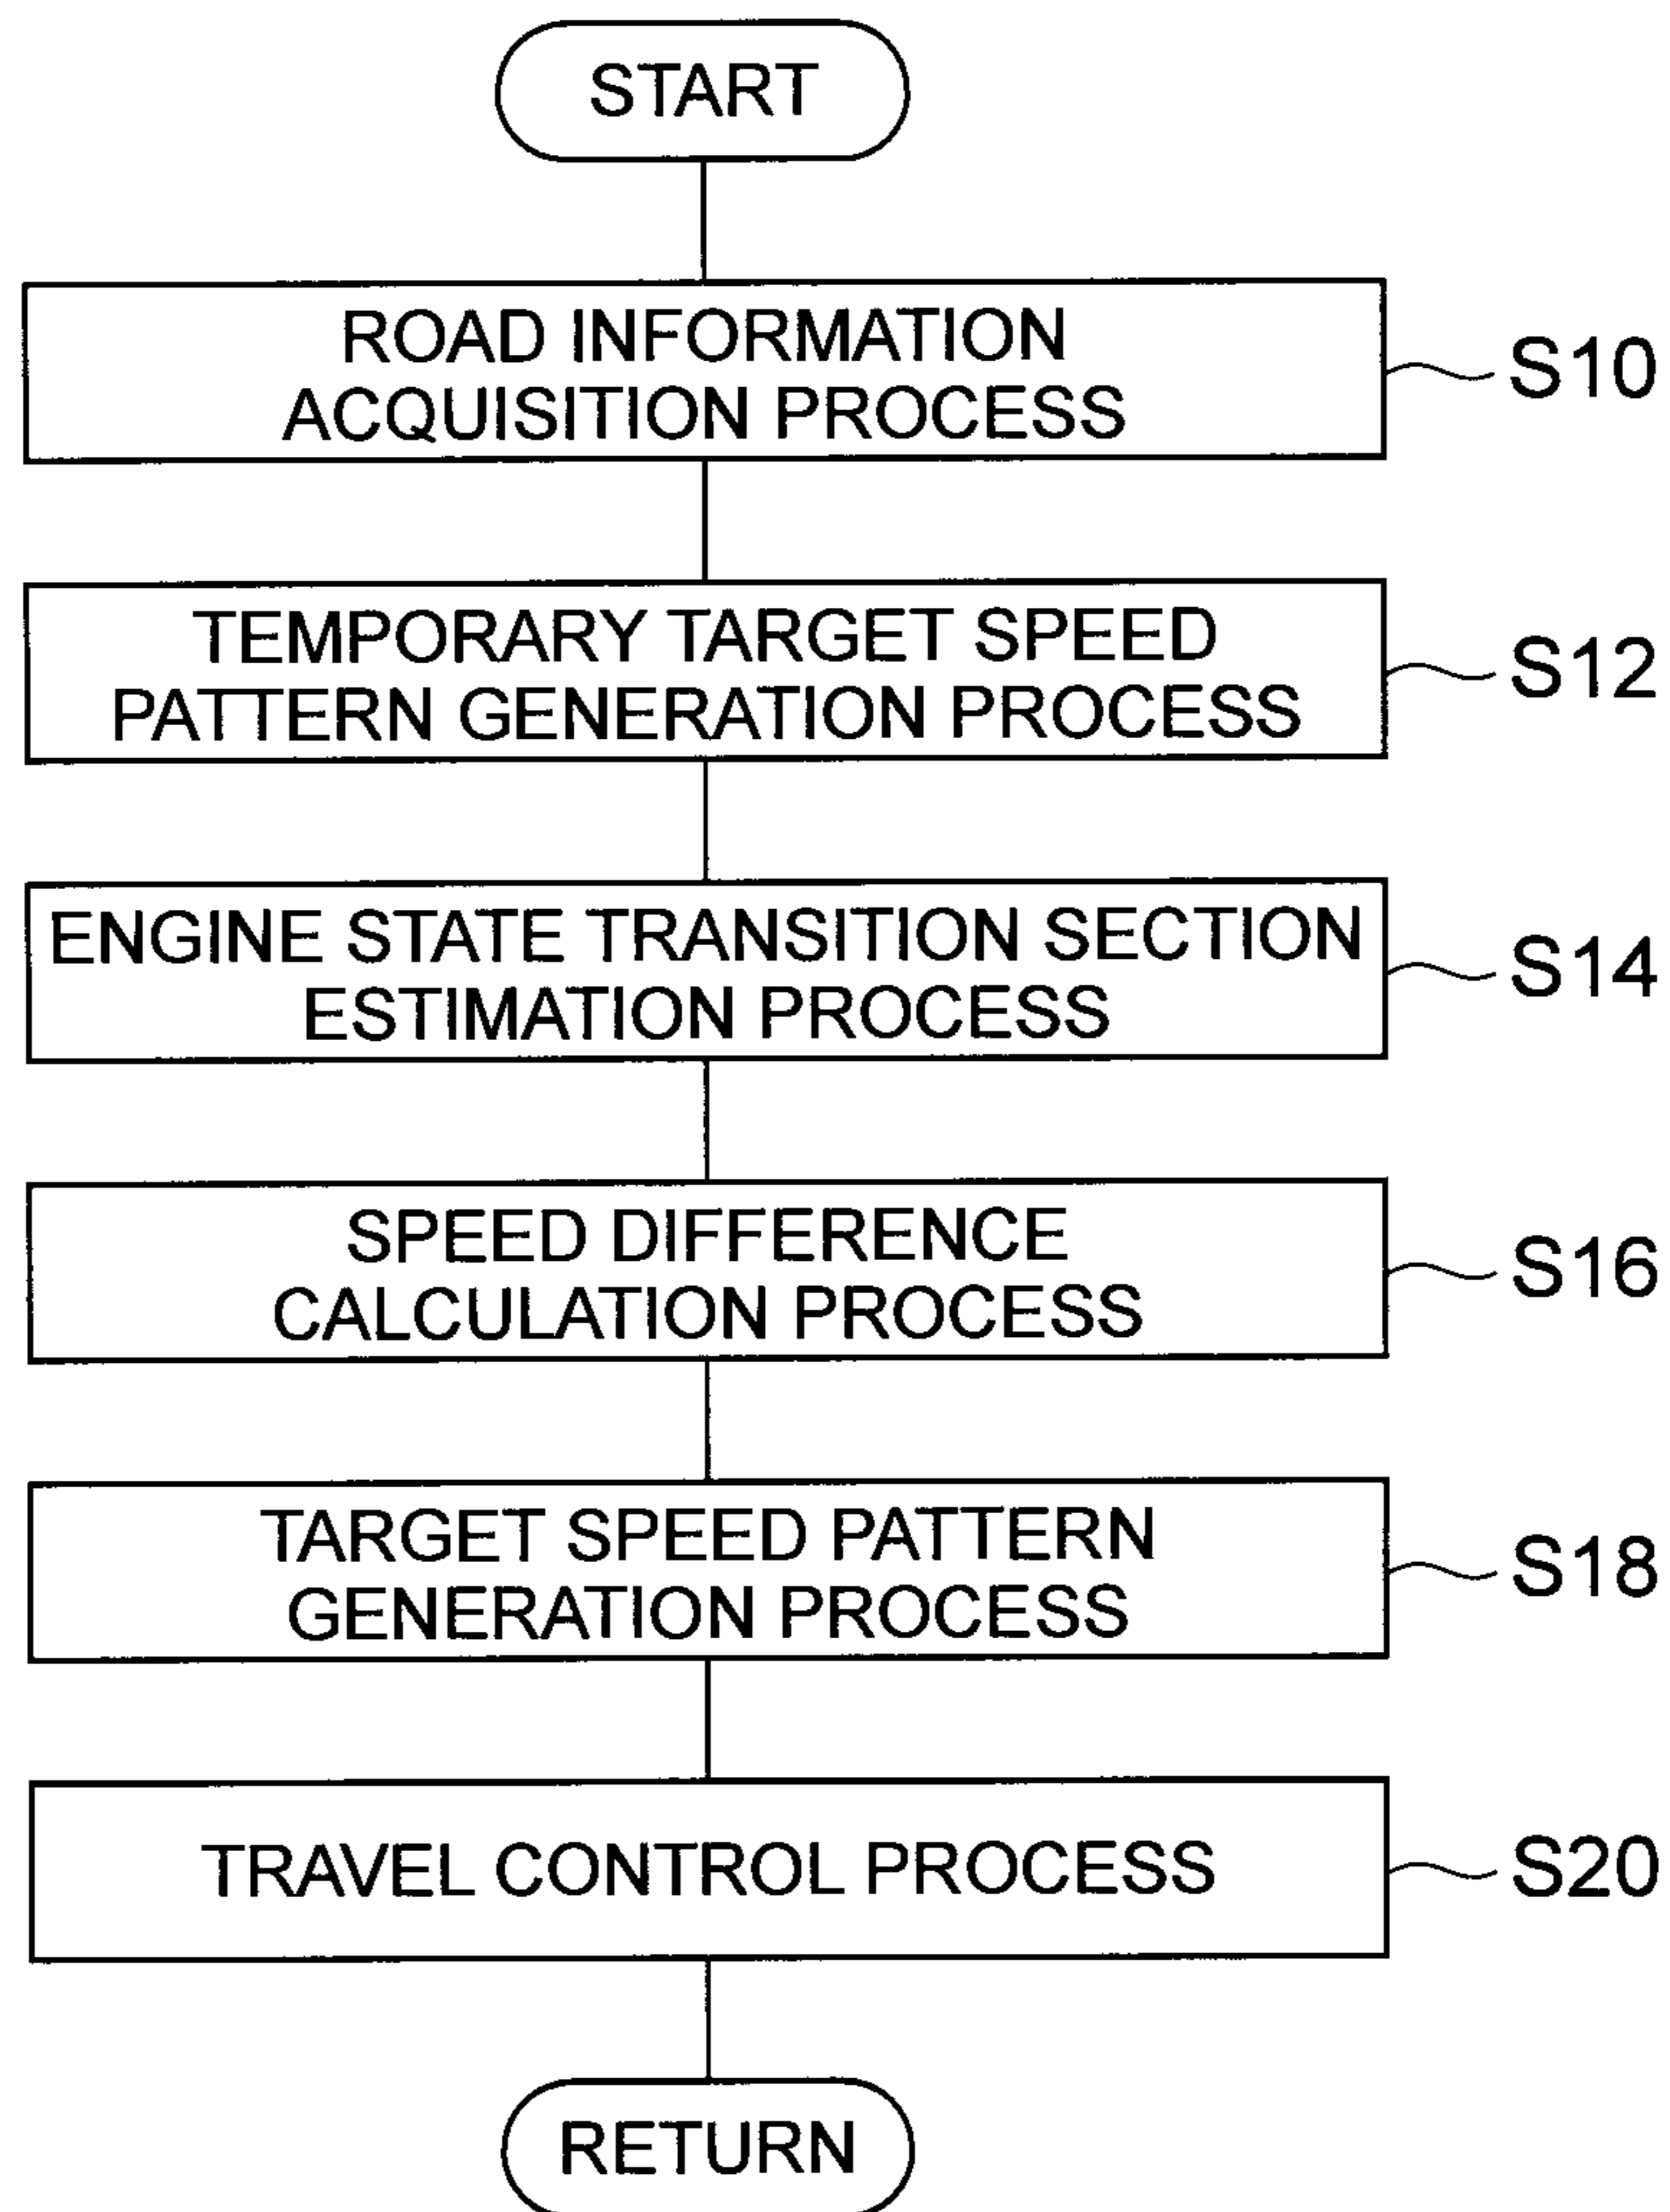 START
ROAD INFORMATION
ACQUISITION PROCESS
S10
TEMPORARY TARGET SPEED
PATTERN GENERATION PROCESS
S12
ENGINE STATE TRANSITION SECTION
ESTIMATION PROCESS
S14
SPEED DIFFERENCE
CALCULATION PROCESS
S16
TARGET SPEED PATTERN
GENERATION PROCESS
S18
TRAVEL CONTROL PROCESS
S20
RETURN